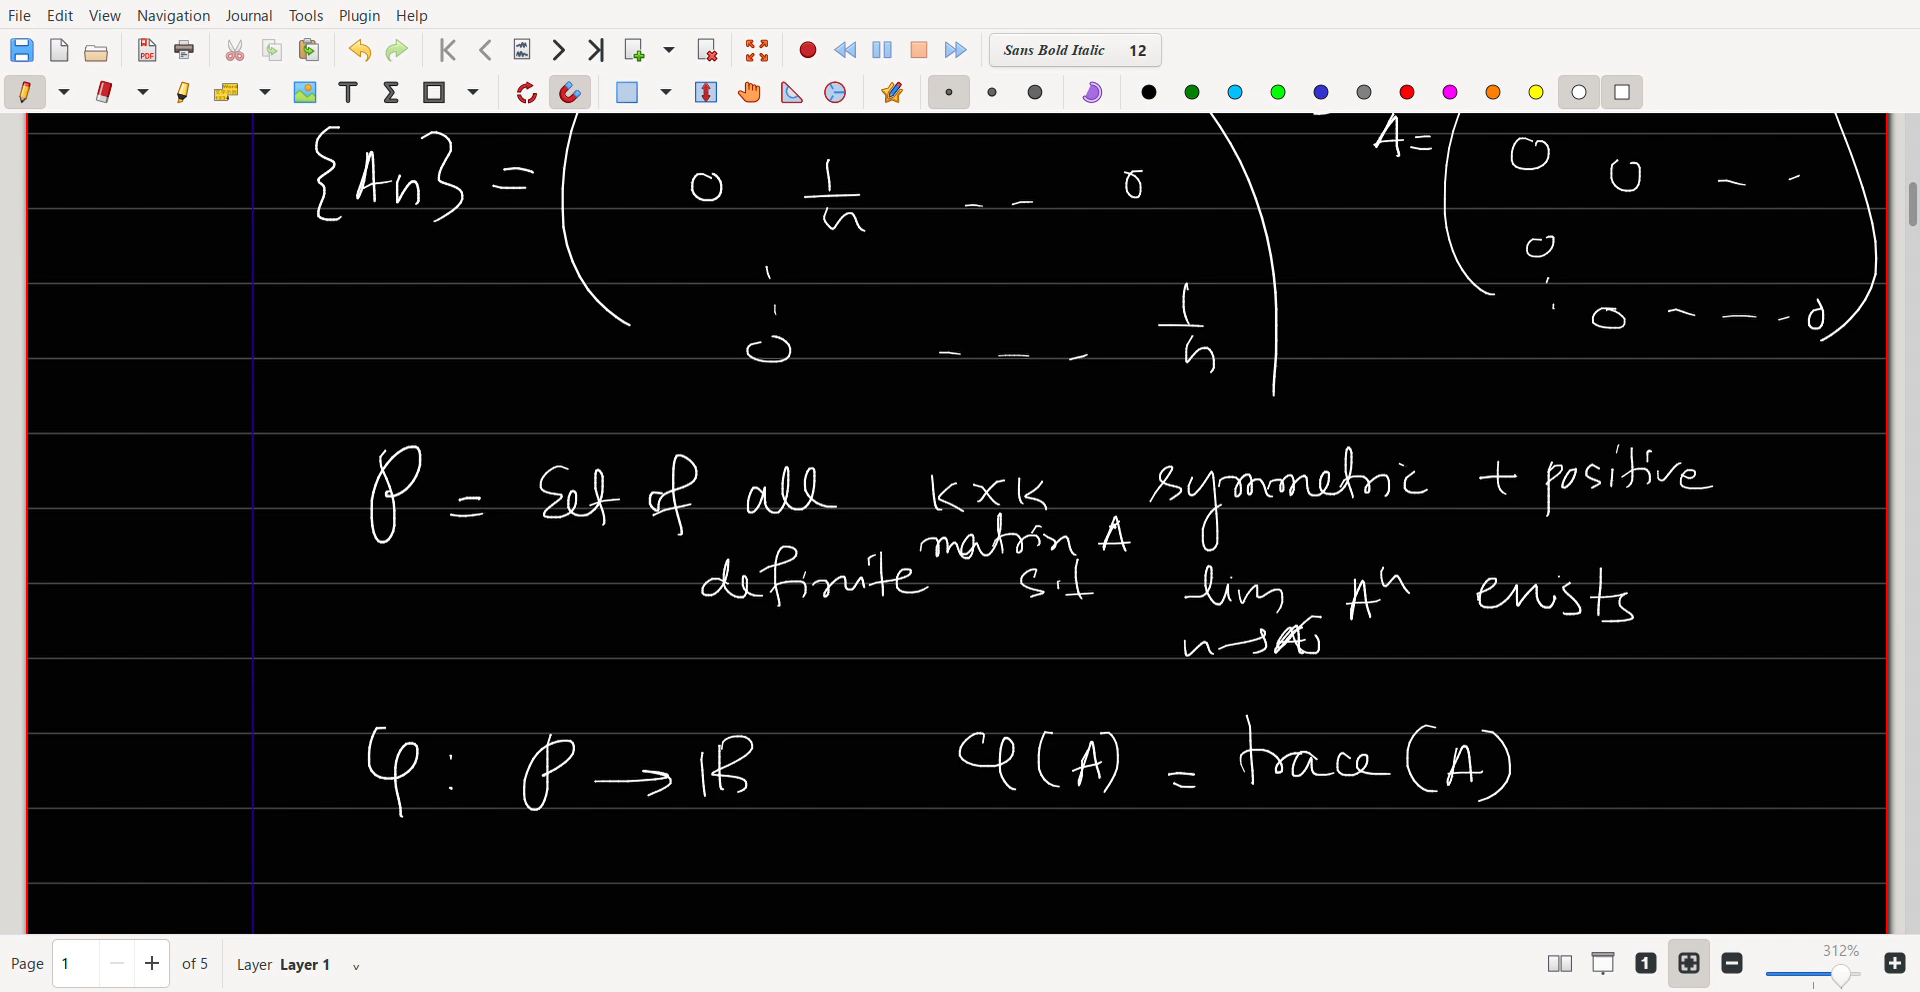 File Edit View Navigation Journal Tools Plugin Help
Sans Bold Italic 12
{An} = 0 1/n -- 0
0 --- 1/n
A = 0 0 --
0
0 ---- 0
P = Set of all K×K symmetric + positive
definite matrix A s.t lim n→∞ Aⁿ exists
φ: P → R φ(A) = trace(A)
Page 1 of 5 Layer Layer 1 312%